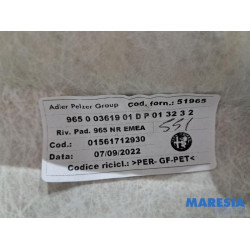 Adler Pelzer Group Cod. forn.: 51965
965 0 03619 01 D P 01 32 3 2
Riv. Pad. 965 NR EMEA
551
Cod.: 01561712930
Data: 07/09/2022
Codice ricicl.: >PER- GF-PET<
MARESIA